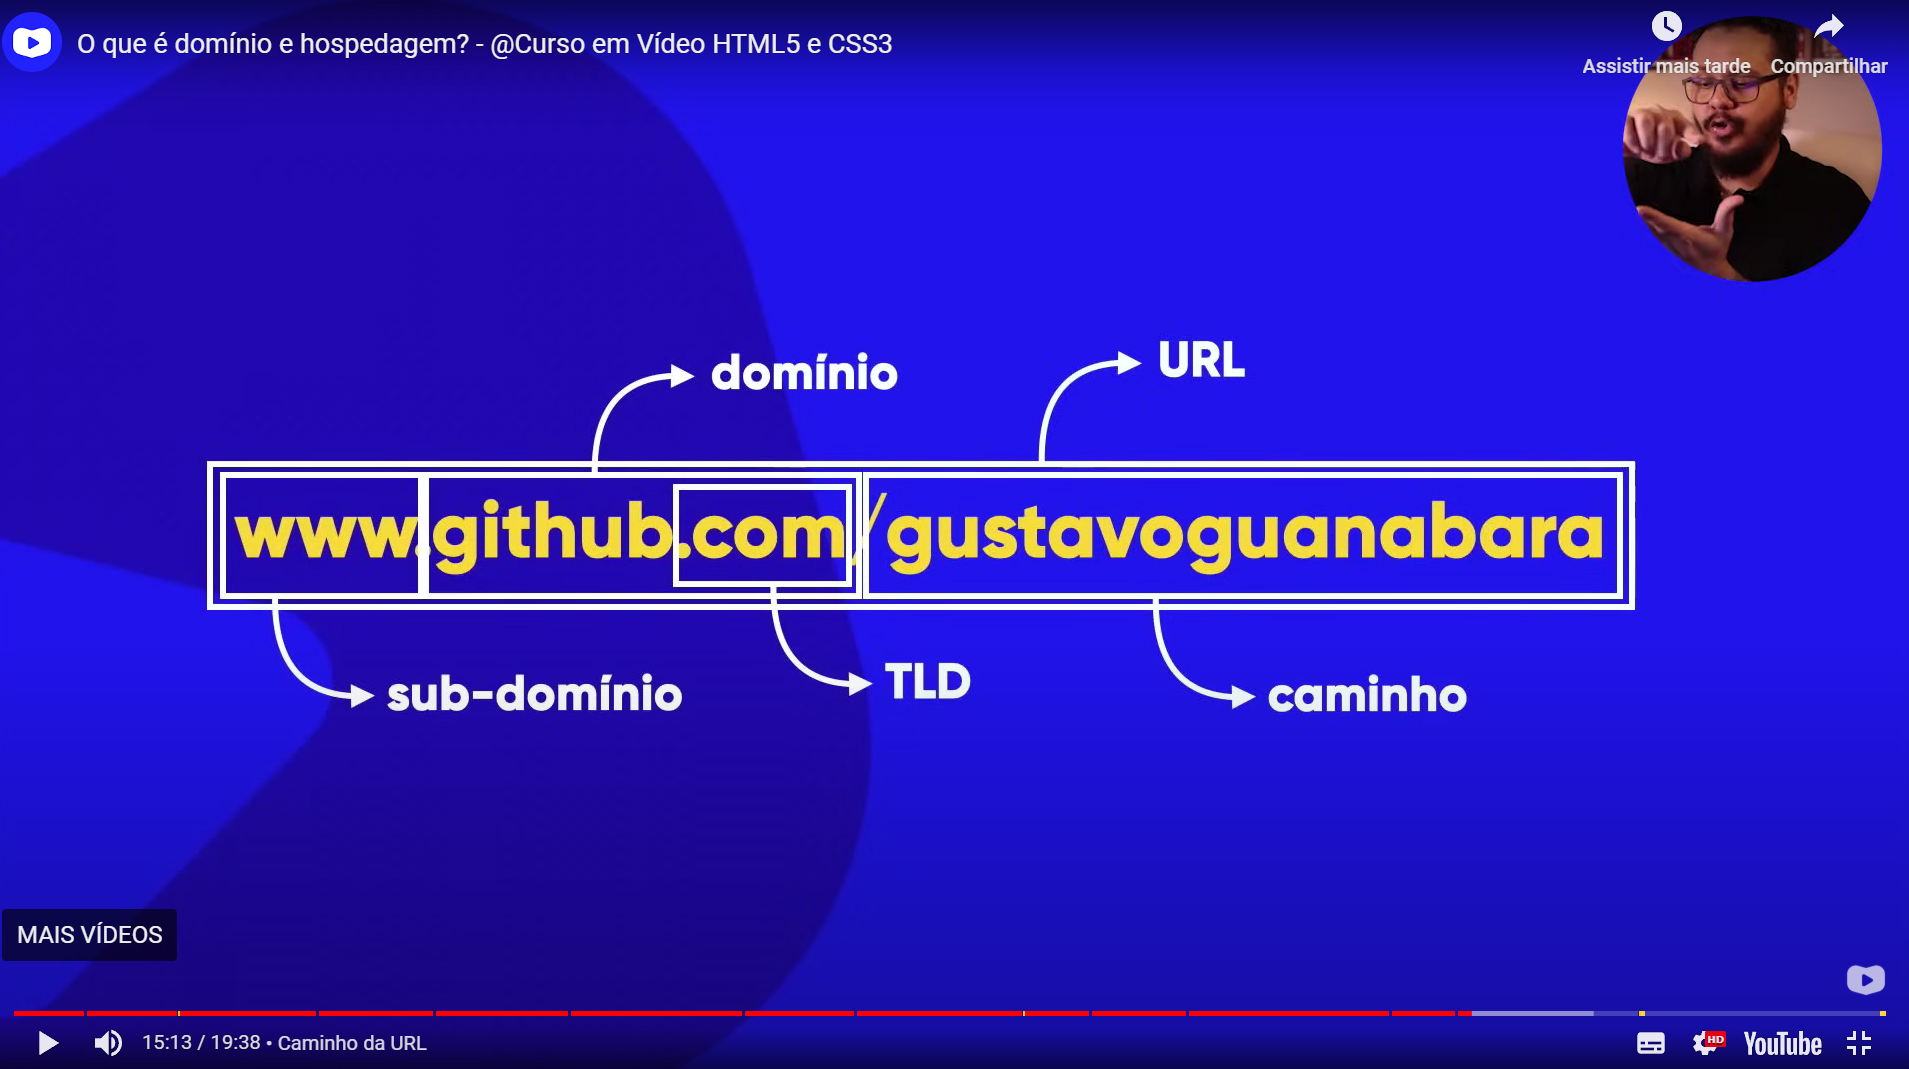 O que é domínio e hospedagem? - @Curso em Vídeo HTML5 e CSS3
Assistir mais tarde
Compartilhar
domínio
URL
www.github.com/gustavoguanabara
sub-domínio
TLD
caminho
MAIS VÍDEOS
15:13 / 19:38 • Caminho da URL
HD
YouTube